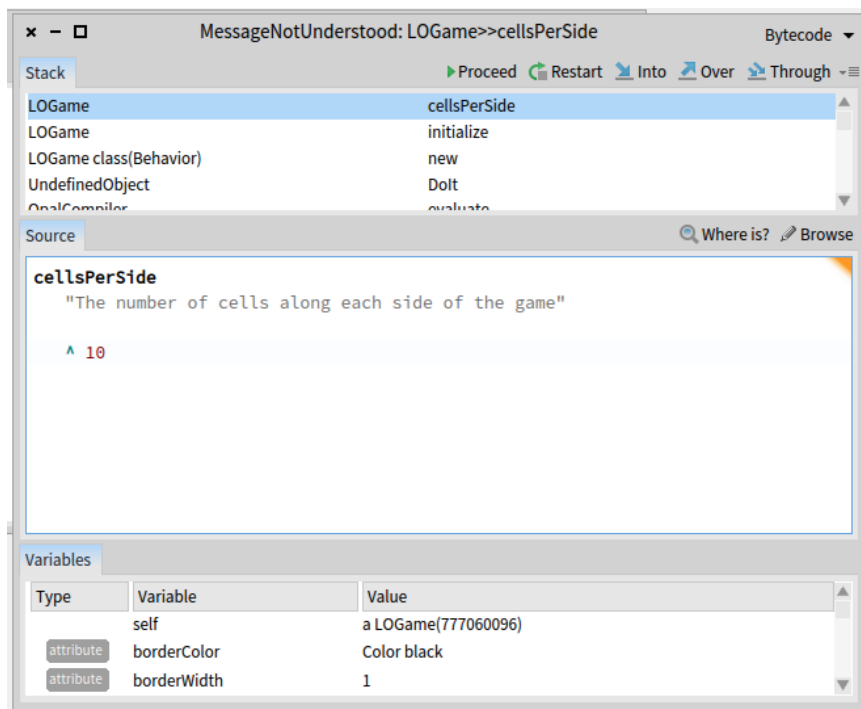 MessageNotUnderstood: LOGame>>cellsPerSide Bytecode
Stack Proceed Restart Into Over Through
LOGame cellsPerSide
LOGame initialize
LOGame class(Behavior) new
UndefinedObject DoIt
OpalCompiler evaluate
Source Where is? Browse
cellsPerSide
"The number of cells along each side of the game"
^ 10
Variables
Type Variable Value
self a LOGame(777060096)
attribute borderColor Color black
attribute borderWidth 1